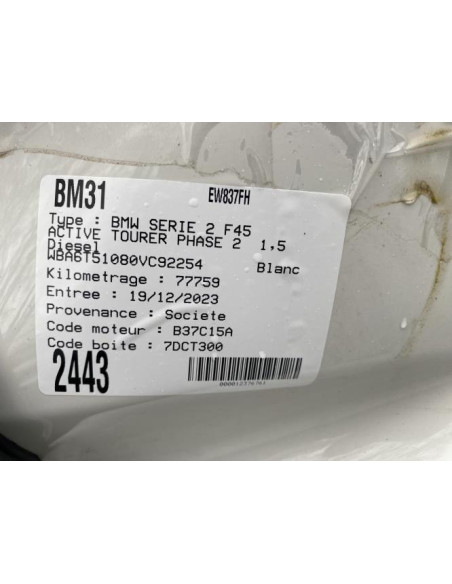 BM31 EW837FH
Type : BMW SERIE 2 F45
ACTIVE TOURER PHASE 2 1,5
Diesel
WBA6T51080VC92254 Blanc
Kilometrage : 77759
Entree : 19/12/2023
Provenance : Societe
Code moteur : B37C15A
Code boite : 7DCT300
2443